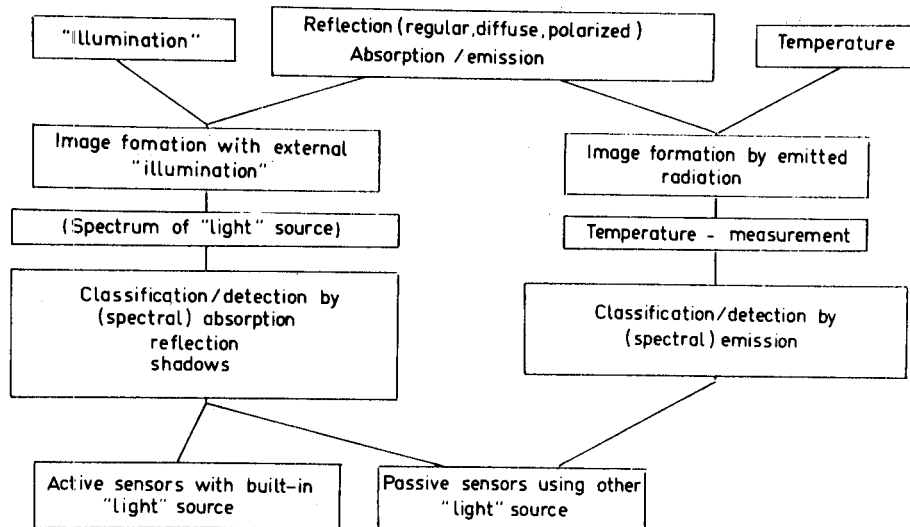 "Illumination"
Reflection (regular, diffuse, polarized)
Absorption / emission
Temperature
Image fomation with external
"illumination"
Image formation by emitted
radiation
(Spectrum of "light" source)
Temperature - measurement
Classification/detection by
(spectral) absorption
reflection
shadows
Classification/detection by
(spectral) emission
Active sensors with built-in
"light" source
Passive sensors using other
"light" source